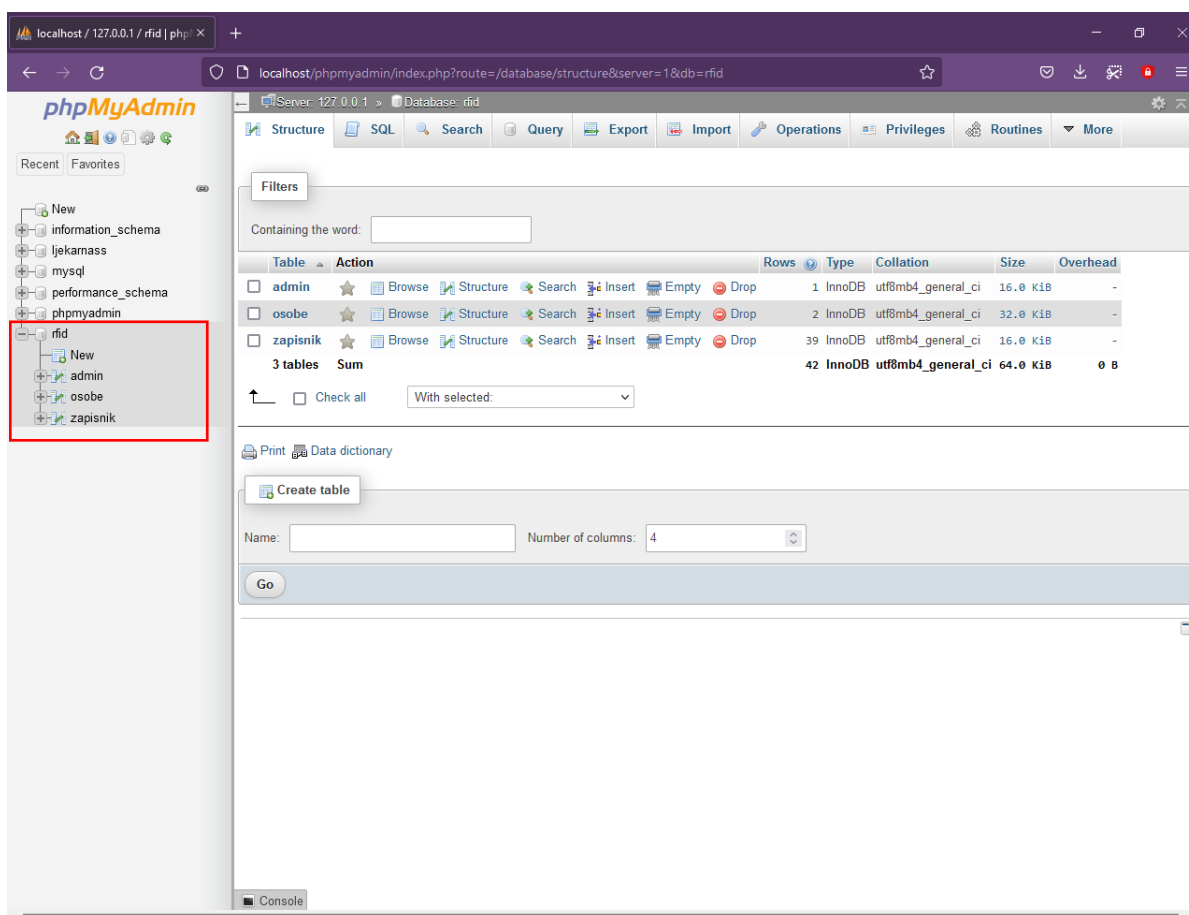 localhost / 127.0.0.1 / rfid | php
localhost/phpmyadmin/index.php?route=/database/structure&server=1&db=rfid
phpMyAdmin
Recent Favorites
New
information_schema
ljekarnass
mysql
performance_schema
phpmyadmin
rfid
New
admin
osobe
zapisnik
Server: 127.0.0.1 » Database: rfid
Structure SQL Search Query Export Import Operations Privileges Routines More
Filters
Containing the word:
Table Action Rows Type Collation Size Overhead
admin Browse Structure Search Insert Empty Drop 1 InnoDB utf8mb4_general_ci 16.0 KiB -
osobe Browse Structure Search Insert Empty Drop 2 InnoDB utf8mb4_general_ci 32.0 KiB -
zapisnik Browse Structure Search Insert Empty Drop 39 InnoDB utf8mb4_general_ci 16.0 KiB -
3 tables Sum 42 InnoDB utf8mb4_general_ci 64.0 KiB 0 B
Check all With selected:
Print Data dictionary
Create table
Name: Number of columns: 4
Go
Console